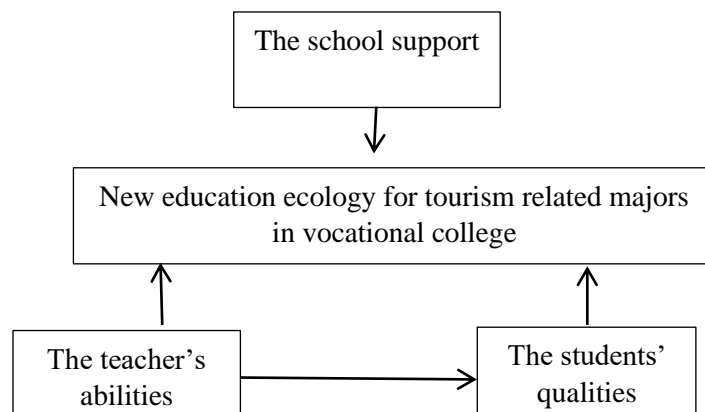 The school support
New education ecology for tourism related majors
in vocational college
The teacher’s
abilities
The students’
qualities